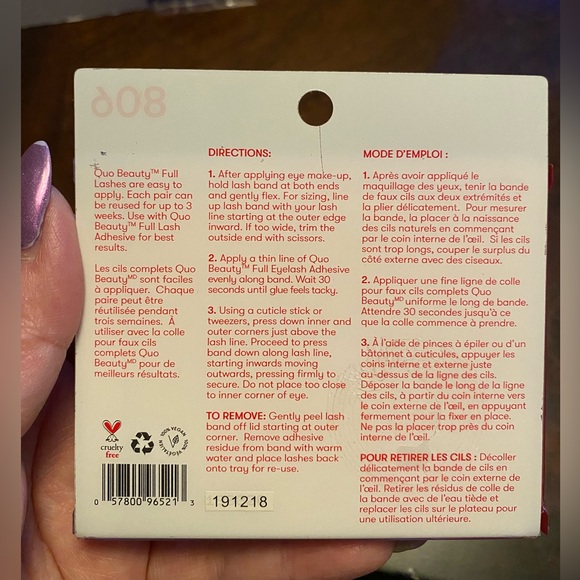 806
Quo Beauty™ Full
Lashes are easy to
apply. Each pair can
be reused for up to 3
weeks. Use with Quo
Beauty™ Full Lash
Adhesive for best
results.
Les cils complets Quo
Beauty^MD sont faciles
à appliquer. Chaque
paire peut être
réutilisée pendant
trois semaines. À
utiliser avec la colle
pour faux cils
complets Quo
Beauty^MD pour de
meilleurs résultats.
cruelty
free
100% VEGAN
100% VÉGÉTALIEN
0 57800 96521 3
DIRECTIONS:
1. After applying eye make-up,
hold lash band at both ends
and gently flex. For sizing, line
up lash band with your lash
line starting at the outer edge
inward. If too wide, trim the
outside end with scissors.
2. Apply a thin line of Quo
Beauty™ Full Eyelash Adhesive
evenly along band. Wait 30
seconds until glue feels tacky.
3. Using a cuticle stick or
tweezers, press down inner and
outer corners just above the
lash line. Proceed to press
band down along lash line,
starting inwards moving
outwards, pressing firmly to
secure. Do not place too close
to inner corner of eye.
TO REMOVE: Gently peel lash
band off lid starting at outer
corner. Remove adhesive
residue from band with warm
water and place lashes back
onto tray for re-use.
191218
MODE D'EMPLOI :
1. Après avoir appliqué le
maquillage des yeux, tenir la bande
de faux cils aux deux extrémités et
la plier délicatement. Pour mesurer
la bande, la placer à la naissance
des cils naturels en commençant
par le coin interne de l'œil. Si les cils
sont trop longs, couper le surplus du
côté externe avec des ciseaux.
2. Appliquer une fine ligne de colle
pour faux cils complets Quo
Beauty^MD uniforme le long de bande.
Attendre 30 secondes jusqu'à ce
que la colle commence à prendre.
3. À l'aide de pinces à épiler ou d'un
bâtonnet à cuticules, appuyer les
coins interne et externe juste
au-dessus de la ligne des cils.
Déposer la bande le long de la ligne
des cils, à partir du coin interne vers
le coin externe de l'œil, en appuyant
fermement pour la fixer en place.
Ne pas la placer trop près du coin
interne de l'œil.
POUR RETIRER LES CILS : Décoller
délicatement la bande de cils en
commençant par le coin externe de
l'œil. Retirer les résidus de colle de
la bande avec de l'eau tiède et
replacer les cils sur le plateau pour
une utilisation ultérieure.